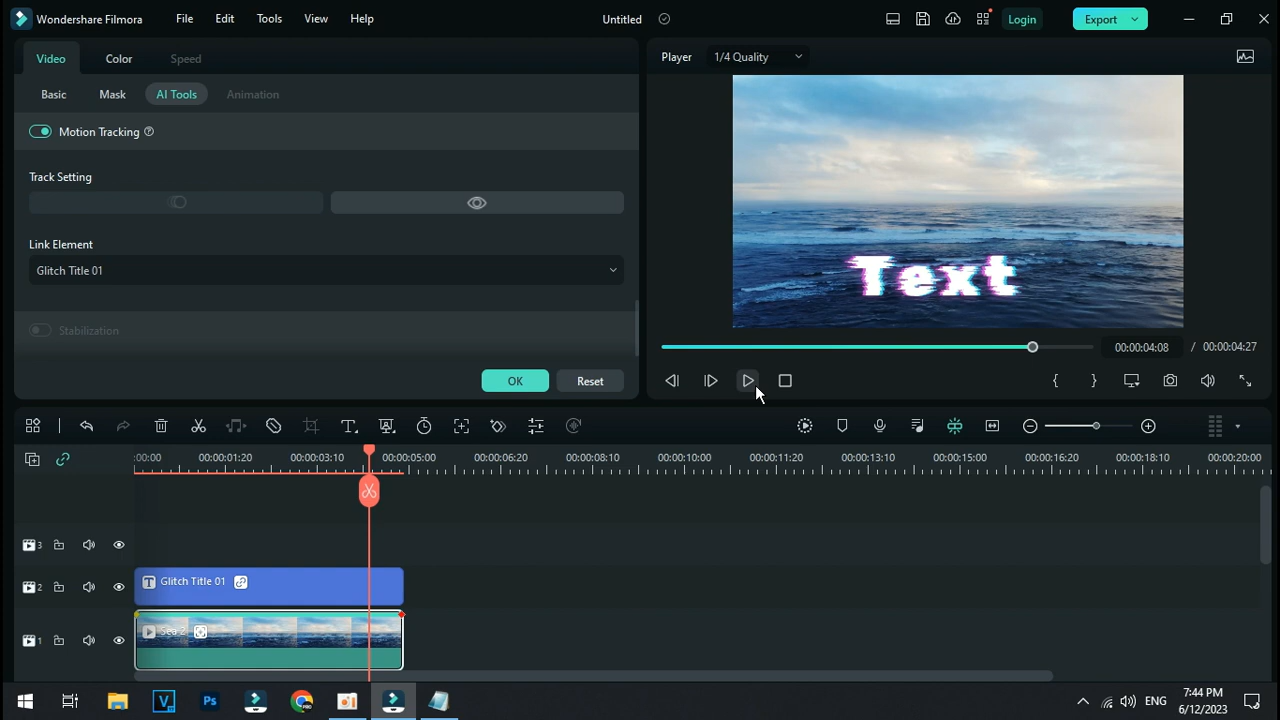 Wondershare Filmora File Edit Tools View Help Untitled Login Export
Video Color Speed Player 1/4 Quality
Basic Mask AI Tools Animation
Motion Tracking
Track Setting
Link Element
Glitch Title 01
Text
Stabilization
00:00:04:08 / 00:00:04:27
OK Reset
:00:00 00:00:01:20 00:00:03:10 00:00:05:00 00:00:06:20 00:00:08:10 00:00:10:00 00:00:11:20 00:00:13:10 00:00:15:00 00:00:16:20 00:00:18:10 00:00:20:00
3
2 Glitch Title 01
1 Sea 2
ENG 7:44 PM
6/12/2023